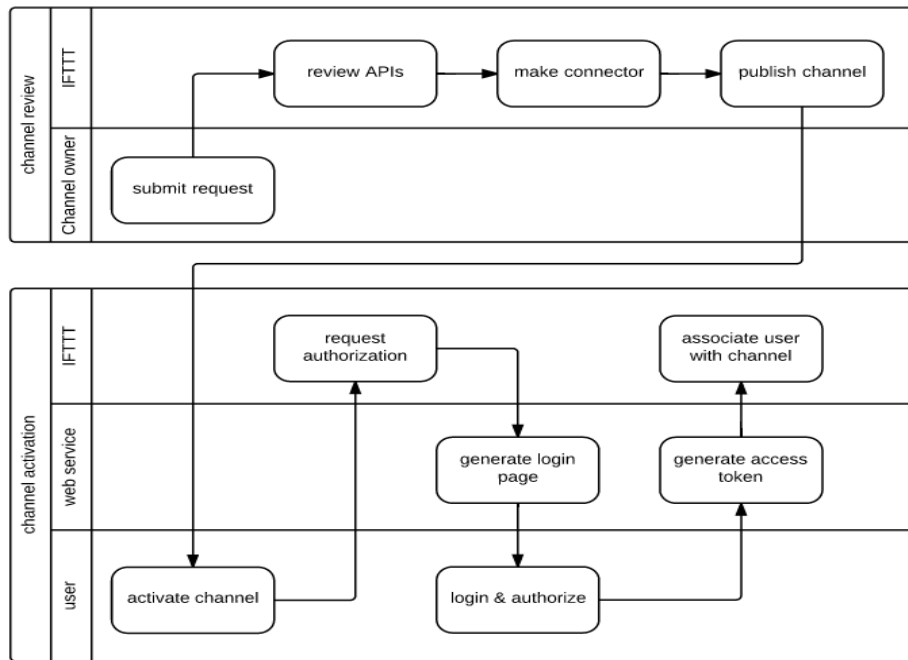 channel review
IFTTT
review APIs
make connector
publish channel
Channel owner
submit request
channel activation
IFTTT
request
authorization
associate user
with channel
web service
generate login
page
generate access
token
user
activate channel
login & authorize